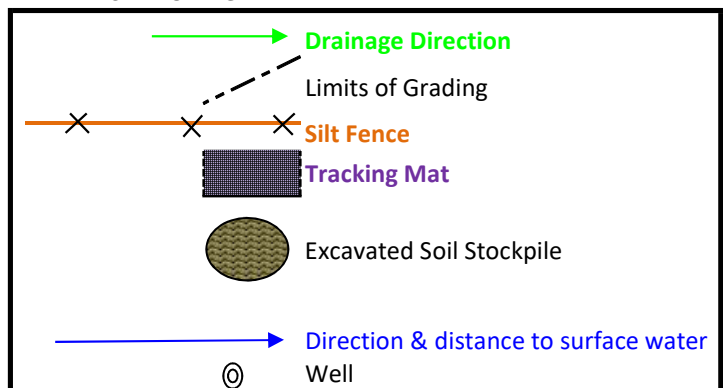 Drainage Direction
Limits of Grading
Silt Fence
Tracking Mat
Excavated Soil Stockpile
Direction & distance to surface water
Well